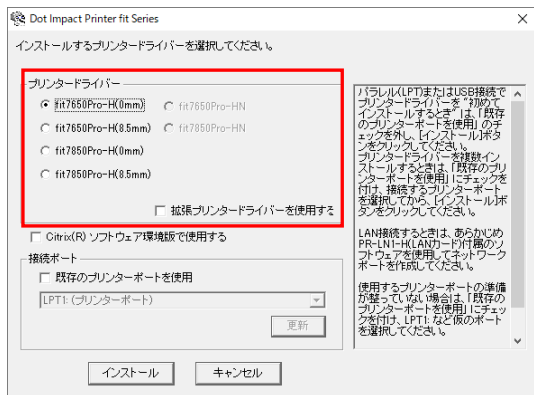 Dot Impact Printer fit Series
インストールするプリンタードライバーを選択してください。
プリンタードライバー
fit7650Pro-H(0mm)
fit7650Pro-HN
fit7650Pro-H(8.5mm)
fit7850Pro-HN
fit7850Pro-H(0mm)
fit7850Pro-H(8.5mm)
拡張プリンタードライバーを使用する
Citrix(R) ソフトウェア環境版で使用する
接続ポート
既存のプリンターポートを使用
LPT1: (プリンターポート)
更新
インストール
キャンセル
パラレル(LPT)またはUSB接続で
プリンタードライバーを“初めて
インストールするとき”は、「既存
のプリンターポートを使用」のチ
ェックを外し、[インストール]ボタ
ンをクリックしてください。
プリンタードライバーを複数イン
ストールするときは、「既存のプリ
ンターポートを使用」にチェックを
付け、接続するプリンターポート
を選択してから、[インストール]ボ
タンをクリックしてください。
LAN接続するときは、あらかじめ
PR-LN1-H(LANカード)付属のソ
フトウェアを使用してネットワーク
ポートを作成してください。
使用するプリンターポートの準備
が整っていない場合は、「既存の
プリンターポートを使用」にチェッ
クを付け、LPT1: など仮のポート
を選択してください。